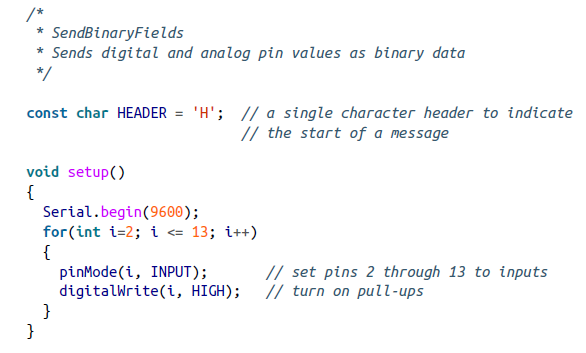 /*
 * SendBinaryFields
 * Sends digital and analog pin values as binary data
 */

const char HEADER = 'H';  // a single character header to indicate
                          // the start of a message

void setup()
{
  Serial.begin(9600);
  for(int i=2; i <= 13; i++)
  {
    pinMode(i, INPUT);       // set pins 2 through 13 to inputs
    digitalWrite(i, HIGH);   // turn on pull-ups
  }
}